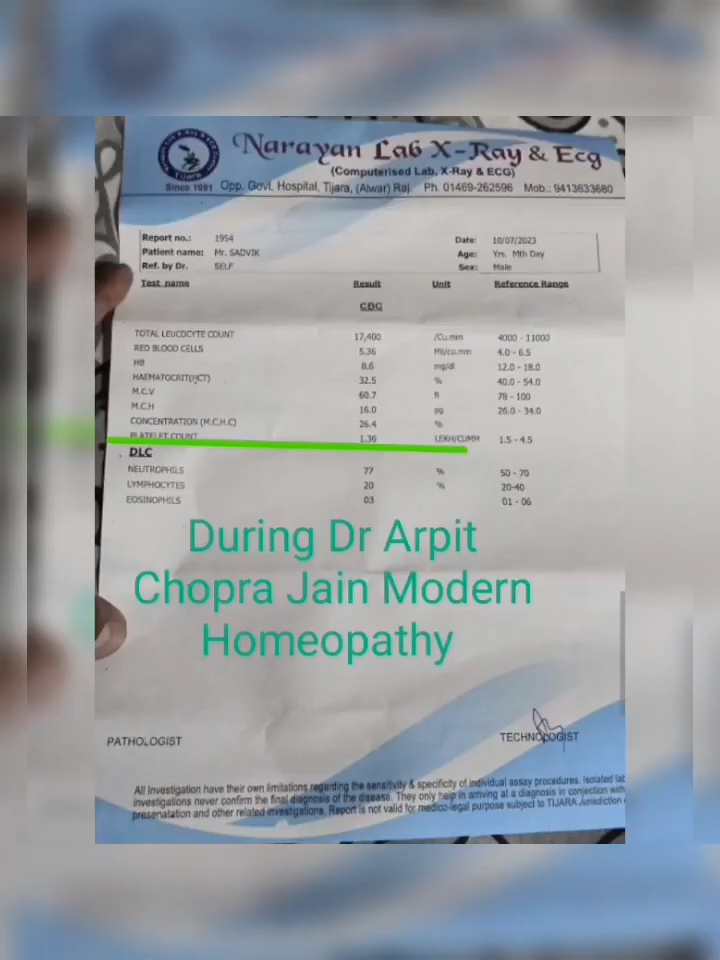 Narayan Lab X-Ray & Ecg
(Computerised Lab, X-Ray & ECG)
Since 1991 Opp. Govt. Hospital, Tijara, (Alwar) Raj Ph. 01469-262596 Mob.: 9413633680
Report no.: 1954 Date: 10/07/2023
Patient name: Mr. SADVIK Age: Yrs. Mth Day
Ref. by Dr. SELF Sex: Male
Test name Result Unit Reference Range
CBC
TOTAL LEUCOCYTE COUNT 17,400 /Cu.mm 4000 - 11000
RED BLOOD CELLS 5.36 Ml/cu.mm 4.0 - 6.5
HB 8.6 mg/dl 12.0 - 18.0
HAEMATOCRIT(HCT) 32.5 % 40.0 - 54.0
M.C.V 60.7 fl 78 - 100
M.C.H 16.0 pg 26.0 - 34.0
CONCENTRATION (M.C.H.C) 26.4 %
PLATELET COUNT 1.36 LEKH/CUMM 1.5 - 4.5
DLC
NEUTROPHILS 77 % 50 - 70
LYMPHOCYTES 20 % 20-40
EOSINOPHILS 03 01 - 06
During Dr Arpit
Chopra Jain Modern
Homeopathy
PATHOLOGIST TECHNOLOGIST
All investigation have their own limitations regarding the sensitivity & specificity of individual assay procedures. Isolated lab
investigations never confirm the final diagnosis of the disease. They only help in arriving at a diagnosis in conjection with
presenatation and other related investigations. Report is not valid for medico-legal purpose subject to TIJARA Jurisdiction